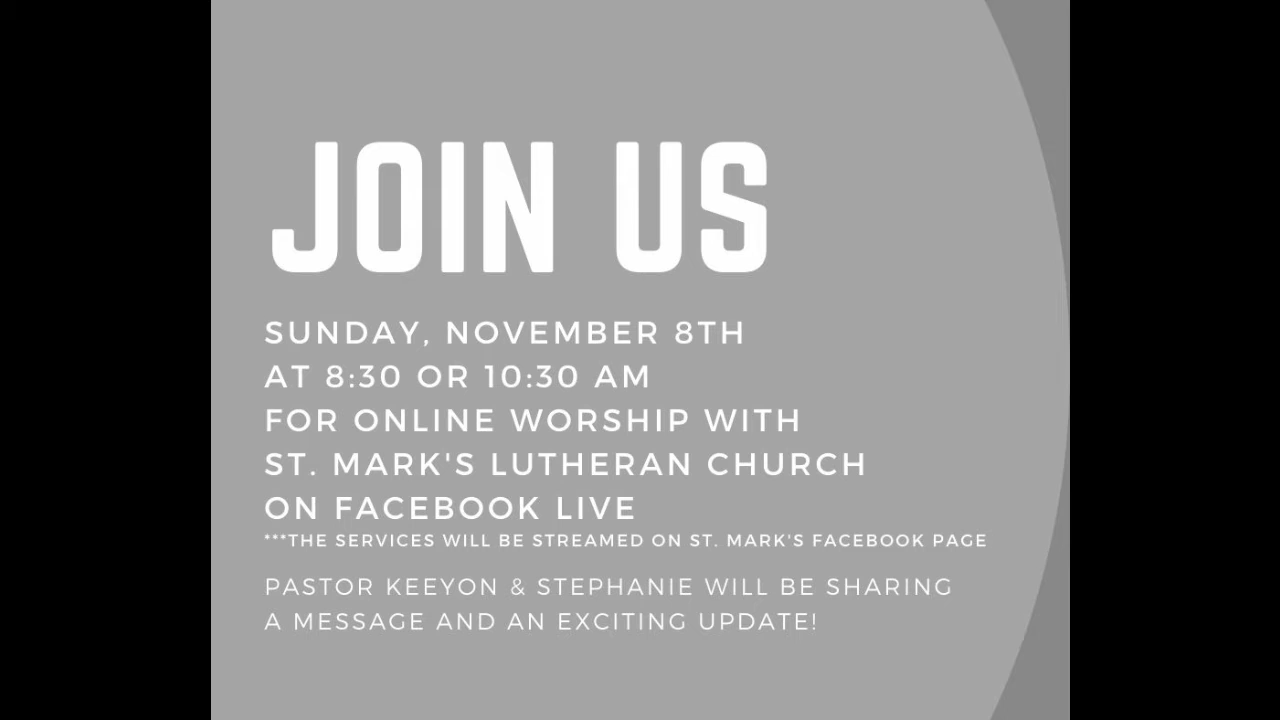 JOIN US
SUNDAY, NOVEMBER 8TH
AT 8:30 OR 10:30 AM
FOR ONLINE WORSHIP WITH
ST. MARK'S LUTHERAN CHURCH
ON FACEBOOK LIVE
***THE SERVICES WILL BE STREAMED ON ST. MARK'S FACEBOOK PAGE
PASTOR KEEYON & STEPHANIE WILL BE SHARING
A MESSAGE AND AN EXCITING UPDATE!